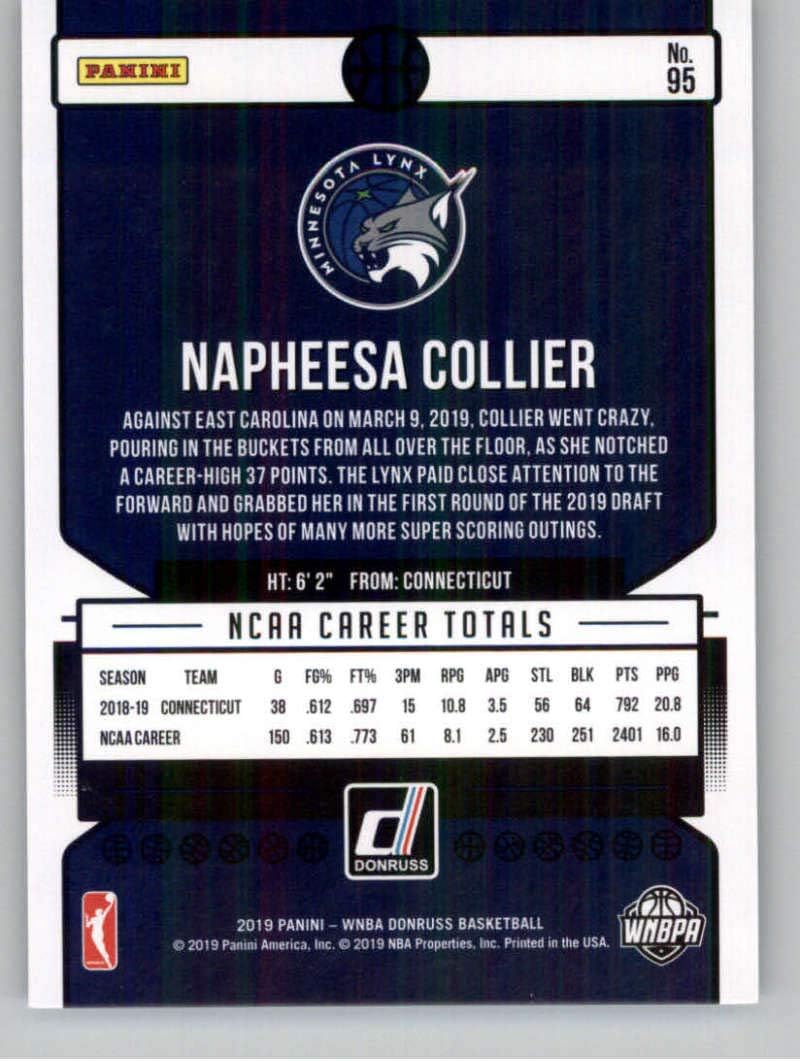 PANINI
No.
95
MINNESOTA LYNX
NAPHEESA COLLIER
AGAINST EAST CAROLINA ON MARCH 9, 2019, COLLIER WENT CRAZY,
POURING IN THE BUCKETS FROM ALL OVER THE FLOOR, AS SHE NOTCHED
A CAREER-HIGH 37 POINTS. THE LYNX PAID CLOSE ATTENTION TO THE
FORWARD AND GRABBED HER IN THE FIRST ROUND OF THE 2019 DRAFT
WITH HOPES OF MANY MORE SUPER SCORING OUTINGS.
HT: 6' 2" FROM: CONNECTICUT
NCAA CAREER TOTALS
SEASON TEAM G FG% FT% 3PM RPG APG STL BLK PTS PPG
2018-19 CONNECTICUT 38 .612 .697 15 10.8 3.5 56 64 792 20.8
NCAA CAREER 150 .613 .773 61 8.1 2.5 230 251 2401 16.0
d
DONRUSS
2019 PANINI – WNBA DONRUSS BASKETBALL
© 2019 Panini America, Inc. © 2019 NBA Properties, Inc. Printed in the USA.
WNBPA